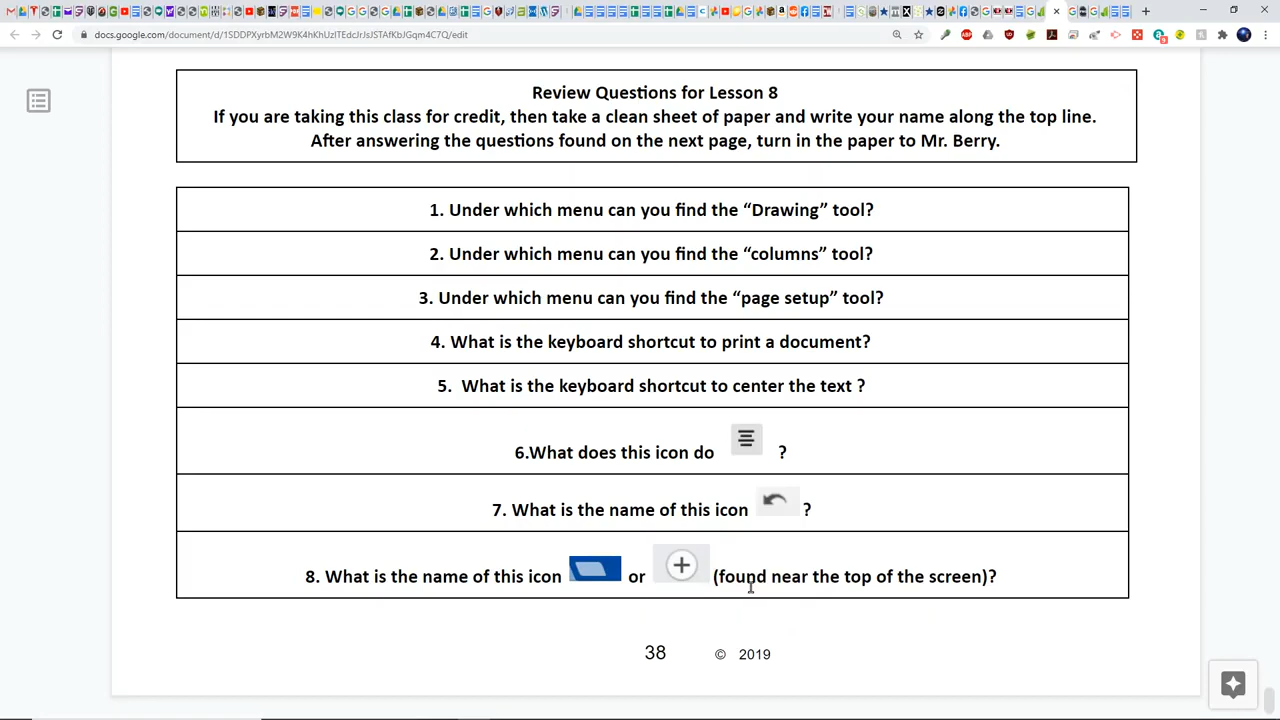 docs.google.com/document/d/1SDDPXyrbM2W9K4hKhUzITEdcJrJsJSTAfKbJGqm4C7Q/edit
Review Questions for Lesson 8
If you are taking this class for credit, then take a clean sheet of paper and write your name along the top line.
After answering the questions found on the next page, turn in the paper to Mr. Berry.
1. Under which menu can you find the “Drawing” tool?
2. Under which menu can you find the “columns” tool?
3. Under which menu can you find the “page setup” tool?
4. What is the keyboard shortcut to print a document?
5. What is the keyboard shortcut to center the text ?
6.What does this icon do ?
7. What is the name of this icon ?
8. What is the name of this icon or (found near the top of the screen)?
38 © 2019